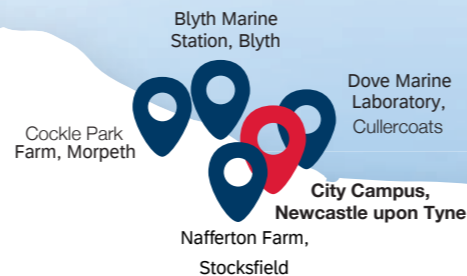 Blyth Marine
Station, Blyth
Dove Marine
Laboratory,
Cullercoats
Cockle Park
Farm, Morpeth
City Campus,
Newcastle upon Tyne
Nafferton Farm,
Stocksfield